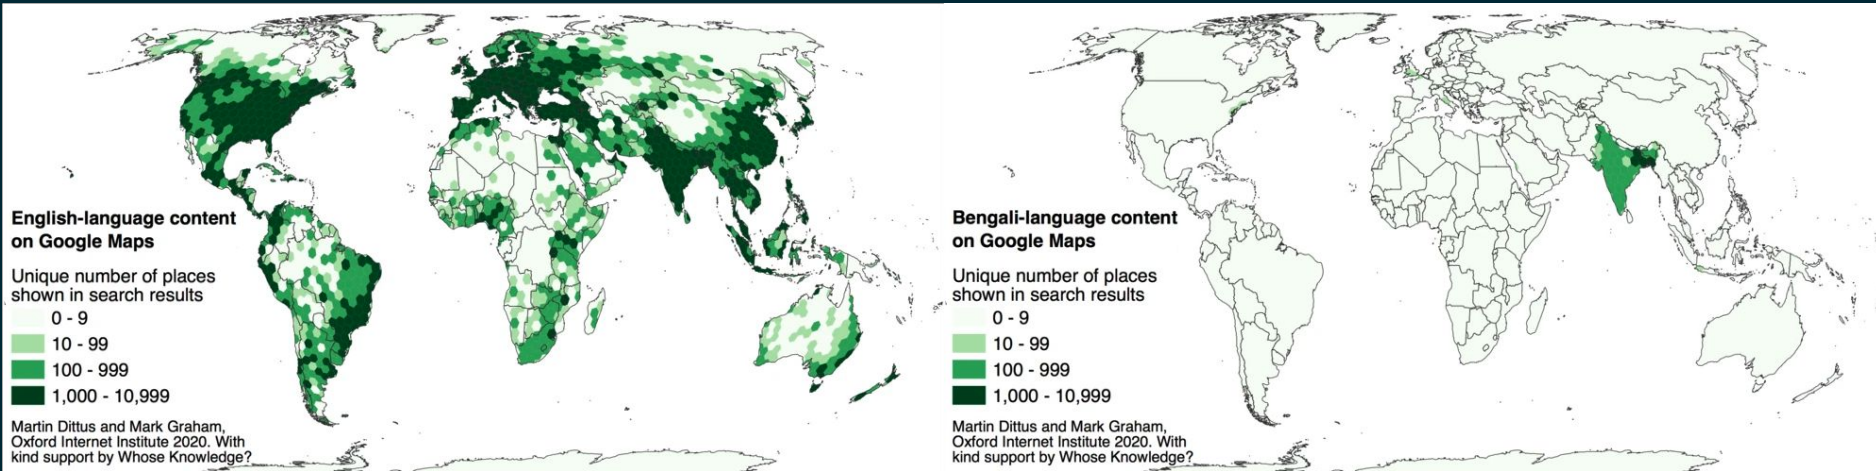 English-language content
on Google Maps
Unique number of places
shown in search results
0 - 9
10 - 99
100 - 999
1,000 - 10,999
Martin Dittus and Mark Graham,
Oxford Internet Institute 2020. With
kind support by Whose Knowledge?
Bengali-language content
on Google Maps
Unique number of places
shown in search results
0 - 9
10 - 99
100 - 999
1,000 - 10,999
Martin Dittus and Mark Graham,
Oxford Internet Institute 2020. With
kind support by Whose Knowledge?